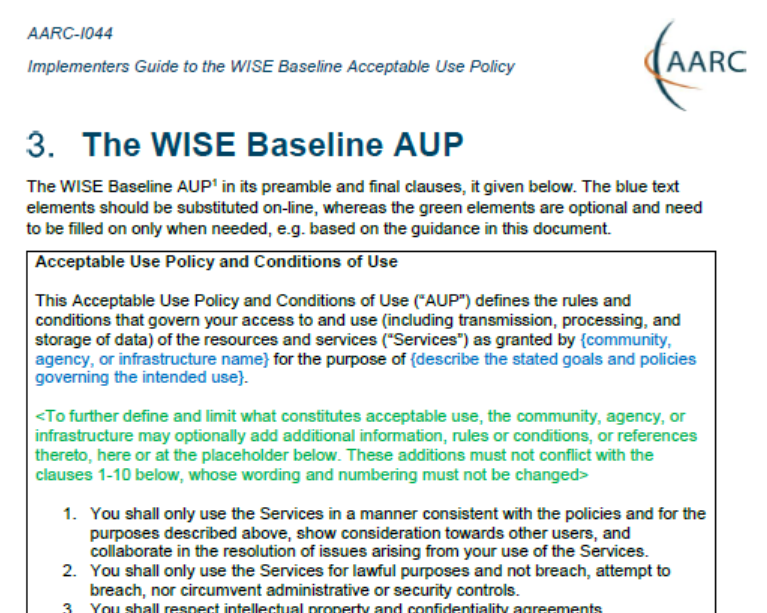 AARC-I044
Implementers Guide to the WISE Baseline Acceptable Use Policy
AARC
3. The WISE Baseline AUP
The WISE Baseline AUP¹ in its preamble and final clauses, it given below. The blue text
elements should be substituted on-line, whereas the green elements are optional and need
to be filled on only when needed, e.g. based on the guidance in this document.
Acceptable Use Policy and Conditions of Use
This Acceptable Use Policy and Conditions of Use (“AUP”) defines the rules and
conditions that govern your access to and use (including transmission, processing, and
storage of data) of the resources and services (“Services”) as granted by {community,
agency, or infrastructure name} for the purpose of {describe the stated goals and policies
governing the intended use}.
<To further define and limit what constitutes acceptable use, the community, agency, or
infrastructure may optionally add additional information, rules or conditions, or references
thereto, here or at the placeholder below. These additions must not conflict with the
clauses 1-10 below, whose wording and numbering must not be changed>
1. You shall only use the Services in a manner consistent with the policies and for the
purposes described above, show consideration towards other users, and
collaborate in the resolution of issues arising from your use of the Services.
2. You shall only use the Services for lawful purposes and not breach, attempt to
breach, nor circumvent administrative or security controls.
3. You shall respect intellectual property and confidentiality agreements.